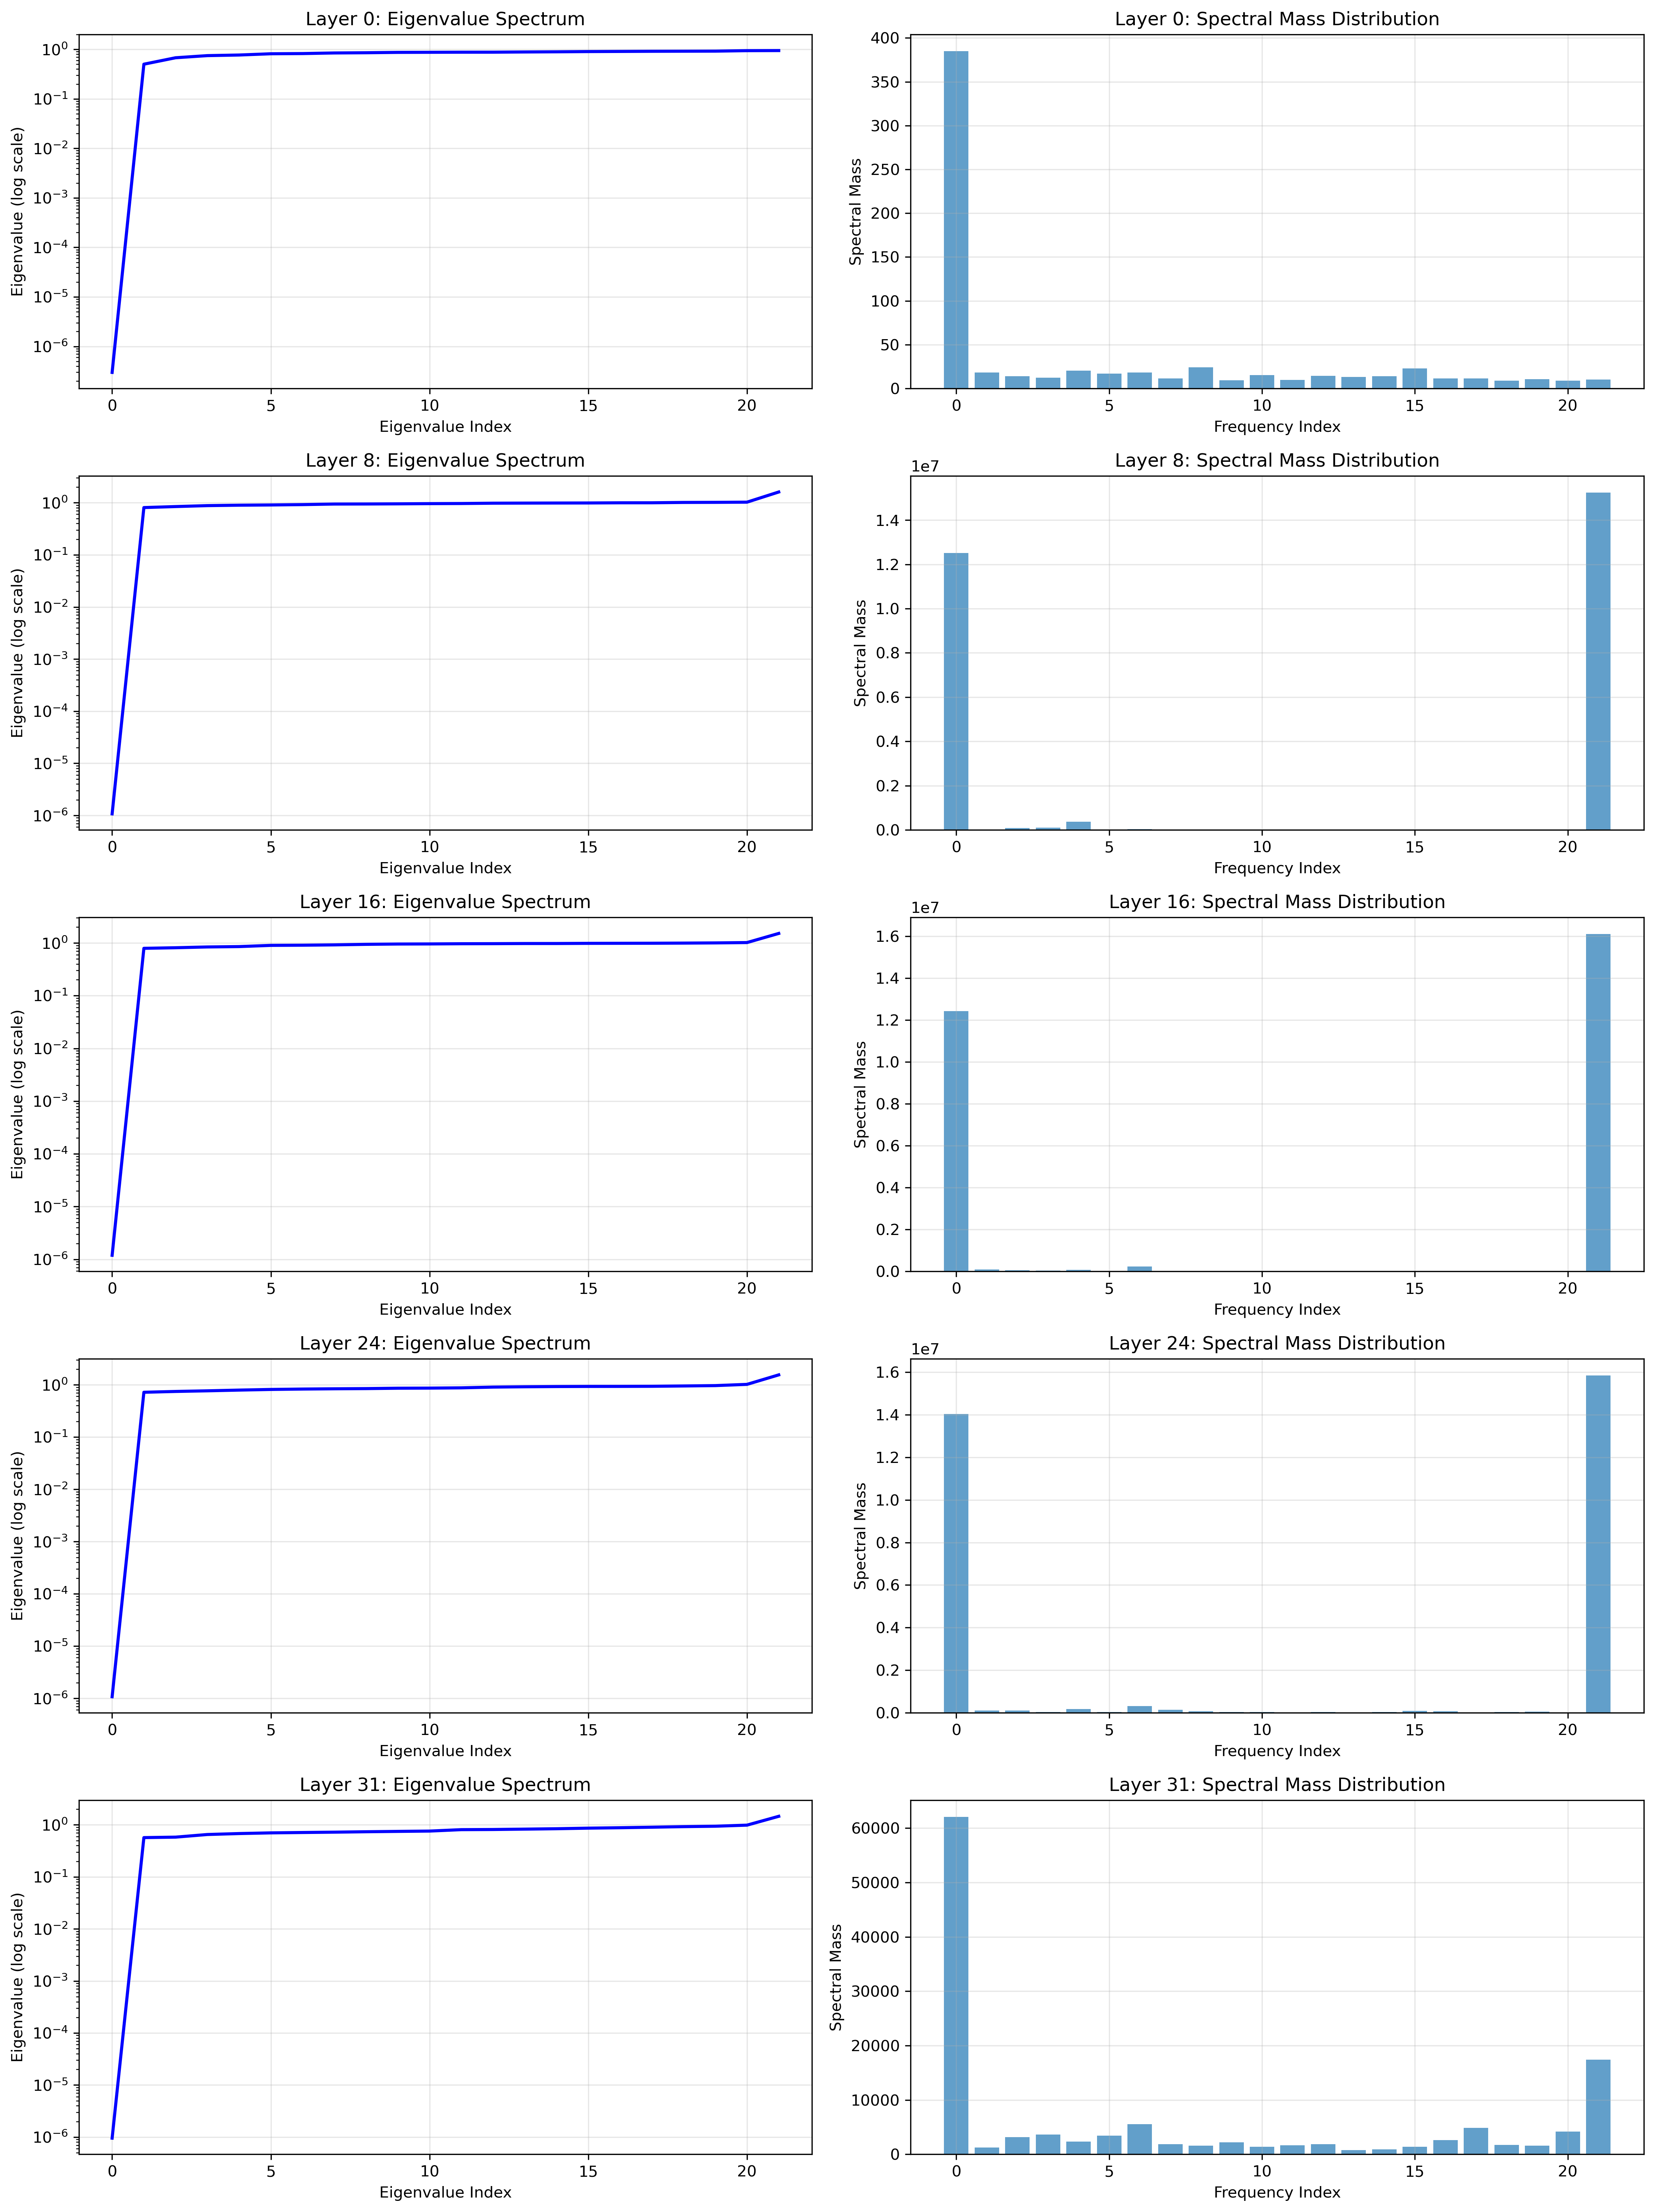 Layer 0: Eigenvalue Spectrum
Eigenvalue (log scale)
10⁰
10⁻¹
10⁻²
10⁻³
10⁻⁴
10⁻⁵
10⁻⁶
0 5 10 15 20
Eigenvalue Index
Layer 0: Spectral Mass Distribution
Spectral Mass
400
350
300
250
200
150
100
50
0
0 5 10 15 20
Frequency Index
Layer 8: Eigenvalue Spectrum
Eigenvalue (log scale)
10⁰
10⁻¹
10⁻²
10⁻³
10⁻⁴
10⁻⁵
10⁻⁶
0 5 10 15 20
Eigenvalue Index
Layer 8: Spectral Mass Distribution
1e7
Spectral Mass
1.4
1.2
1.0
0.8
0.6
0.4
0.2
0.0
0 5 10 15 20
Frequency Index
Layer 16: Eigenvalue Spectrum
Eigenvalue (log scale)
10⁰
10⁻¹
10⁻²
10⁻³
10⁻⁴
10⁻⁵
10⁻⁶
0 5 10 15 20
Eigenvalue Index
Layer 16: Spectral Mass Distribution
1e7
Spectral Mass
1.6
1.4
1.2
1.0
0.8
0.6
0.4
0.2
0.0
0 5 10 15 20
Frequency Index
Layer 24: Eigenvalue Spectrum
Eigenvalue (log scale)
10⁰
10⁻¹
10⁻²
10⁻³
10⁻⁴
10⁻⁵
10⁻⁶
0 5 10 15 20
Eigenvalue Index
Layer 24: Spectral Mass Distribution
1e7
Spectral Mass
1.6
1.4
1.2
1.0
0.8
0.6
0.4
0.2
0.0
0 5 10 15 20
Frequency Index
Layer 31: Eigenvalue Spectrum
Eigenvalue (log scale)
10⁰
10⁻¹
10⁻²
10⁻³
10⁻⁴
10⁻⁵
10⁻⁶
0 5 10 15 20
Eigenvalue Index
Layer 31: Spectral Mass Distribution
Spectral Mass
60000
50000
40000
30000
20000
10000
0
0 5 10 15 20
Frequency Index